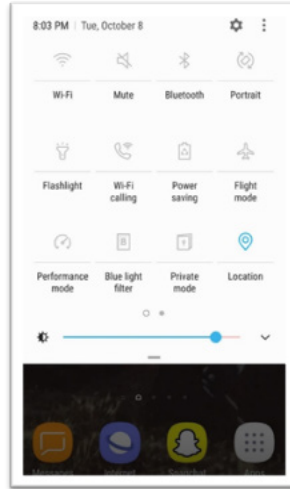 8:03 PM | Tue, October 8
Wi-Fi Mute Bluetooth Portrait
Flashlight Wi-Fi calling Power saving Flight mode
Performance mode Blue light filter Private mode Location
Messages Internet Snapchat Apps